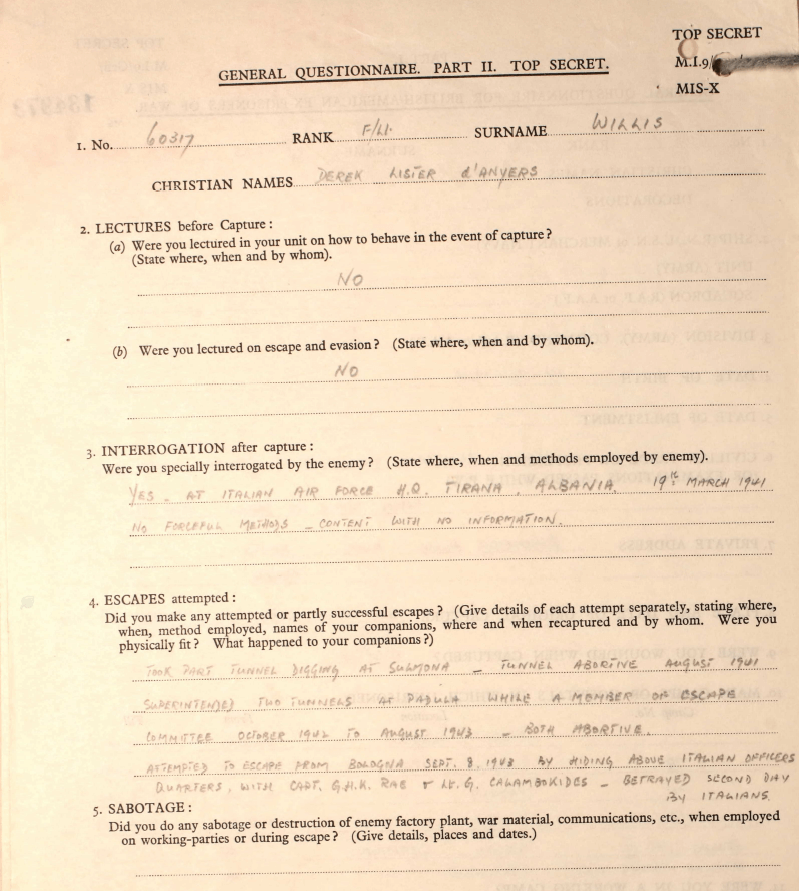 TOP SECRET
M.I.9/
MIS-X
GENERAL QUESTIONNAIRE. PART II. TOP SECRET.
1. No. 60317 RANK F/Lt. SURNAME WILLIS
CHRISTIAN NAMES DEREK LISTER d'ANYERS
2. LECTURES before Capture :
(a) Were you lectured in your unit on how to behave in the event of capture ?
(State where, when and by whom).
NO
(b) Were you lectured on escape and evasion ? (State where, when and by whom).
NO
3. INTERROGATION after capture :
Were you specially interrogated by the enemy ? (State where, when and methods employed by enemy).
YES – AT ITALIAN AIR FORCE H.Q. TIRANA, ALBANIA. 19th MARCH 1941
NO FORCEFUL METHODS – CONTENT WITH NO INFORMATION.
4. ESCAPES attempted :
Did you make any attempted or partly successful escapes ? (Give details of each attempt separately, stating where,
when, method employed, names of your companions, where and when recaptured and by whom. Were you
physically fit ? What happened to your companions ?)
TOOK PART TUNNEL DIGGING AT SULMONA – TUNNEL ABORTIVE AUGUST 1941
SUPERINTENDED TWO TUNNELS AT PADULA WHILE A MEMBER OF ESCAPE
COMMITTEE OCTOBER 1942 TO AUGUST 1943 – BOTH ABORTIVE.
ATTEMPTED TO ESCAPE FROM BOLOGNA SEPT. 8. 1943 BY HIDING ABOVE ITALIAN OFFICERS
QUARTERS, WITH CAPT. G.H.K. RAE & Lt. G. CALAMBOKIDES – BETRAYED SECOND DAY
BY ITALIANS.
5. SABOTAGE :
Did you do any sabotage or destruction of enemy factory plant, war material, communications, etc., when employed
on working-parties or during escape ? (Give details, places and dates.)